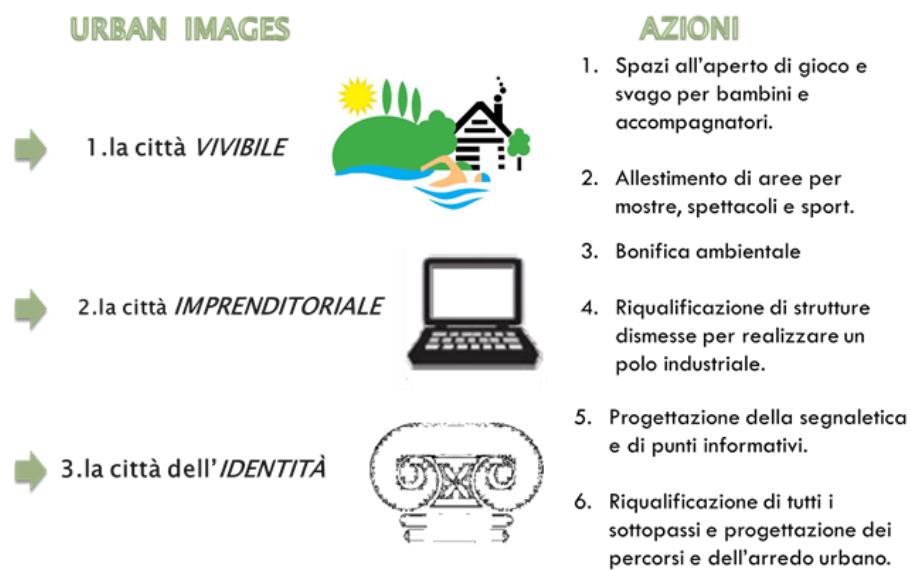 URBAN IMAGES
1.la città VIVIBILE
2.la città IMPRENDITORIALE
3.la città dell'IDENTITÀ
AZIONI
1. Spazi all'aperto di gioco e
svago per bambini e
accompagnatori.
2. Allestimento di aree per
mostre, spettacoli e sport.
3. Bonifica ambientale
4. Riqualificazione di strutture
dismesse per realizzare un
polo industriale.
5. Progettazione della segnaletica
e di punti informativi.
6. Riqualificazione di tutti i
sottopassi e progettazione dei
percorsi e dell'arredo urbano.